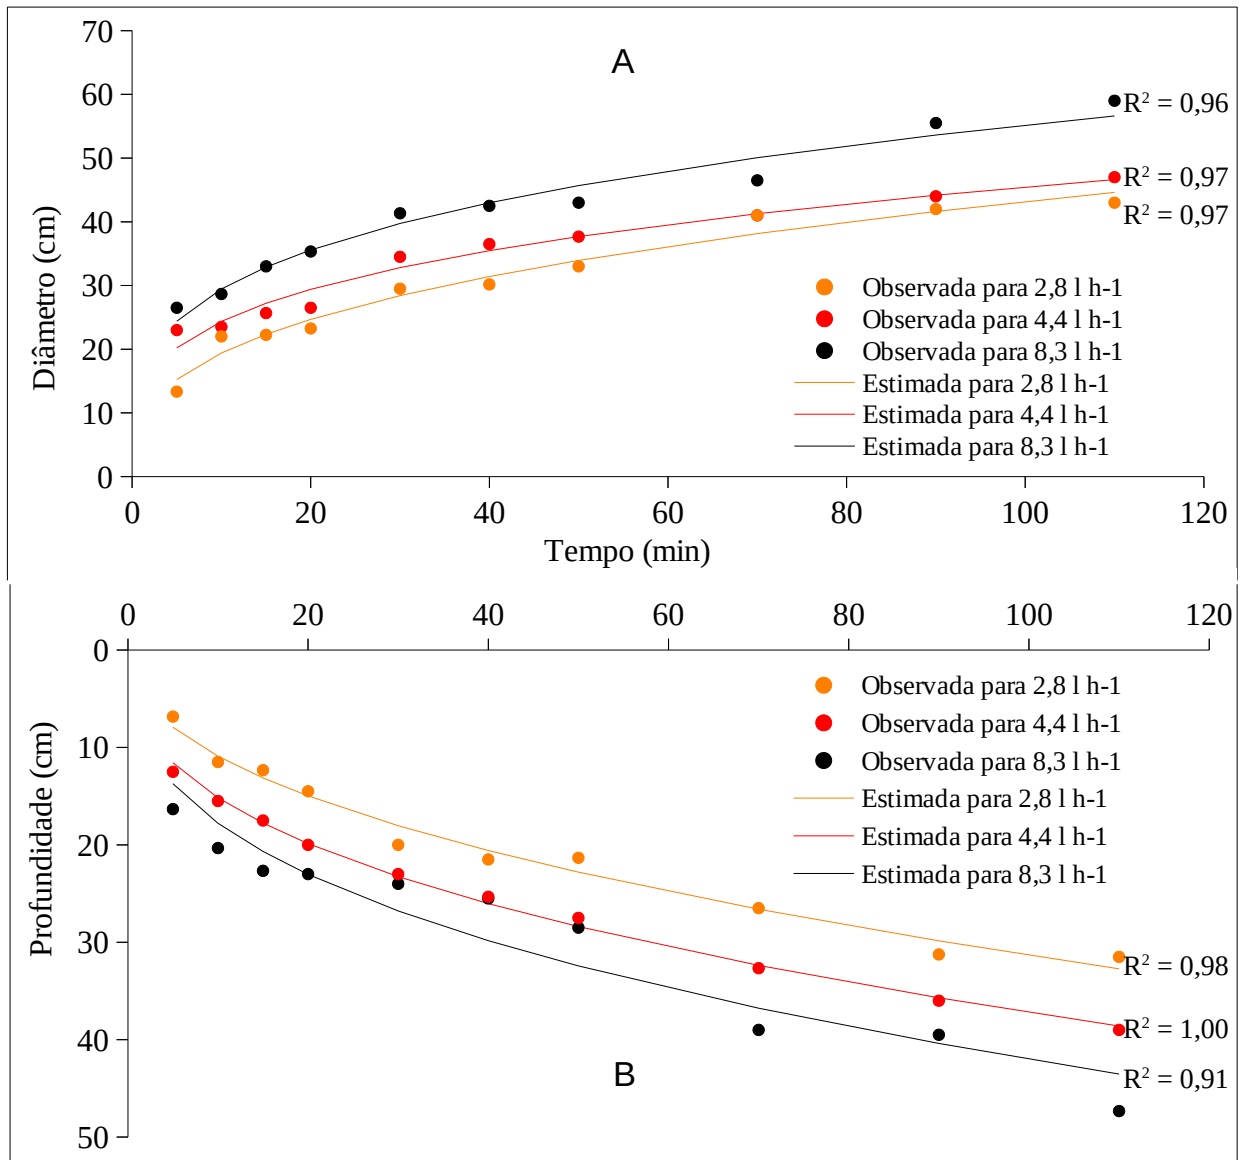 A
70
60
50
40
30
20
10
0
Diâmetro (cm)
R² = 0,96
R² = 0,97
R² = 0,97
Observada para 2,8 l h-1
Observada para 4,4 l h-1
Observada para 8,3 l h-1
Estimada para 2,8 l h-1
Estimada para 4,4 l h-1
Estimada para 8,3 l h-1
0 20 40 60 80 100 120
Tempo (min)
0 20 40 60 80 100 120
0
10
20
30
40
50
Profundidade (cm)
Observada para 2,8 l h-1
Observada para 4,4 l h-1
Observada para 8,3 l h-1
Estimada para 2,8 l h-1
Estimada para 4,4 l h-1
Estimada para 8,3 l h-1
R² = 0,98
R² = 1,00
R² = 0,91
B